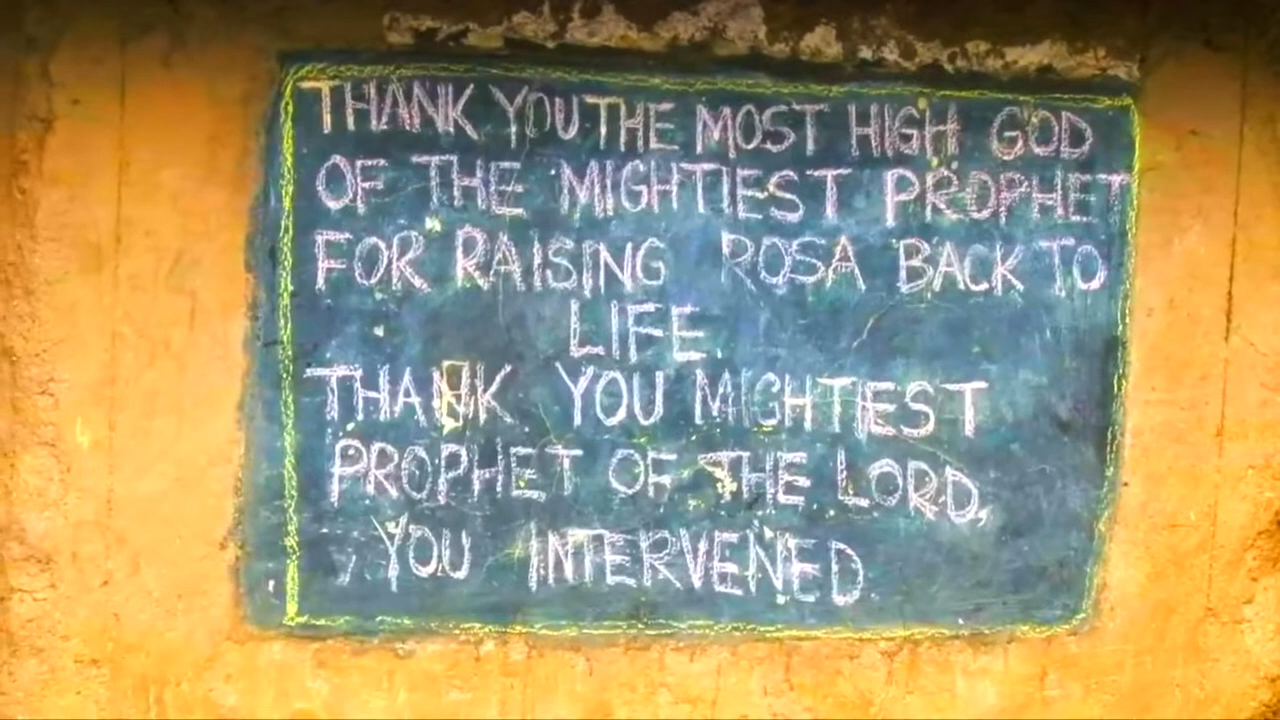 THANK YOU THE MOST HIGH GOD
OF THE MIGHTIEST PROPHET
FOR RAISING ROSA BACK TO
LIFE.
THANK YOU MIGHTIEST
PROPHET OF THE LORD,
YOU INTERVENED